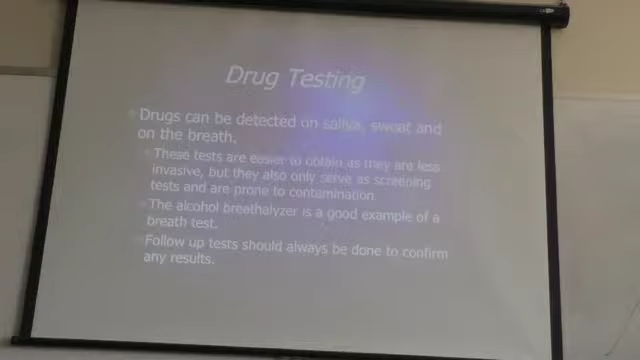 Drug Testing
Drugs can be detected on saliva, sweat and
on the breath.
These tests are easier to obtain as they are less
invasive, but they also only serve as screening
tests and are prone to contamination.
The alcohol breathalyzer is a good example of a
breath test.
Follow up tests should always be done to confirm
any results.